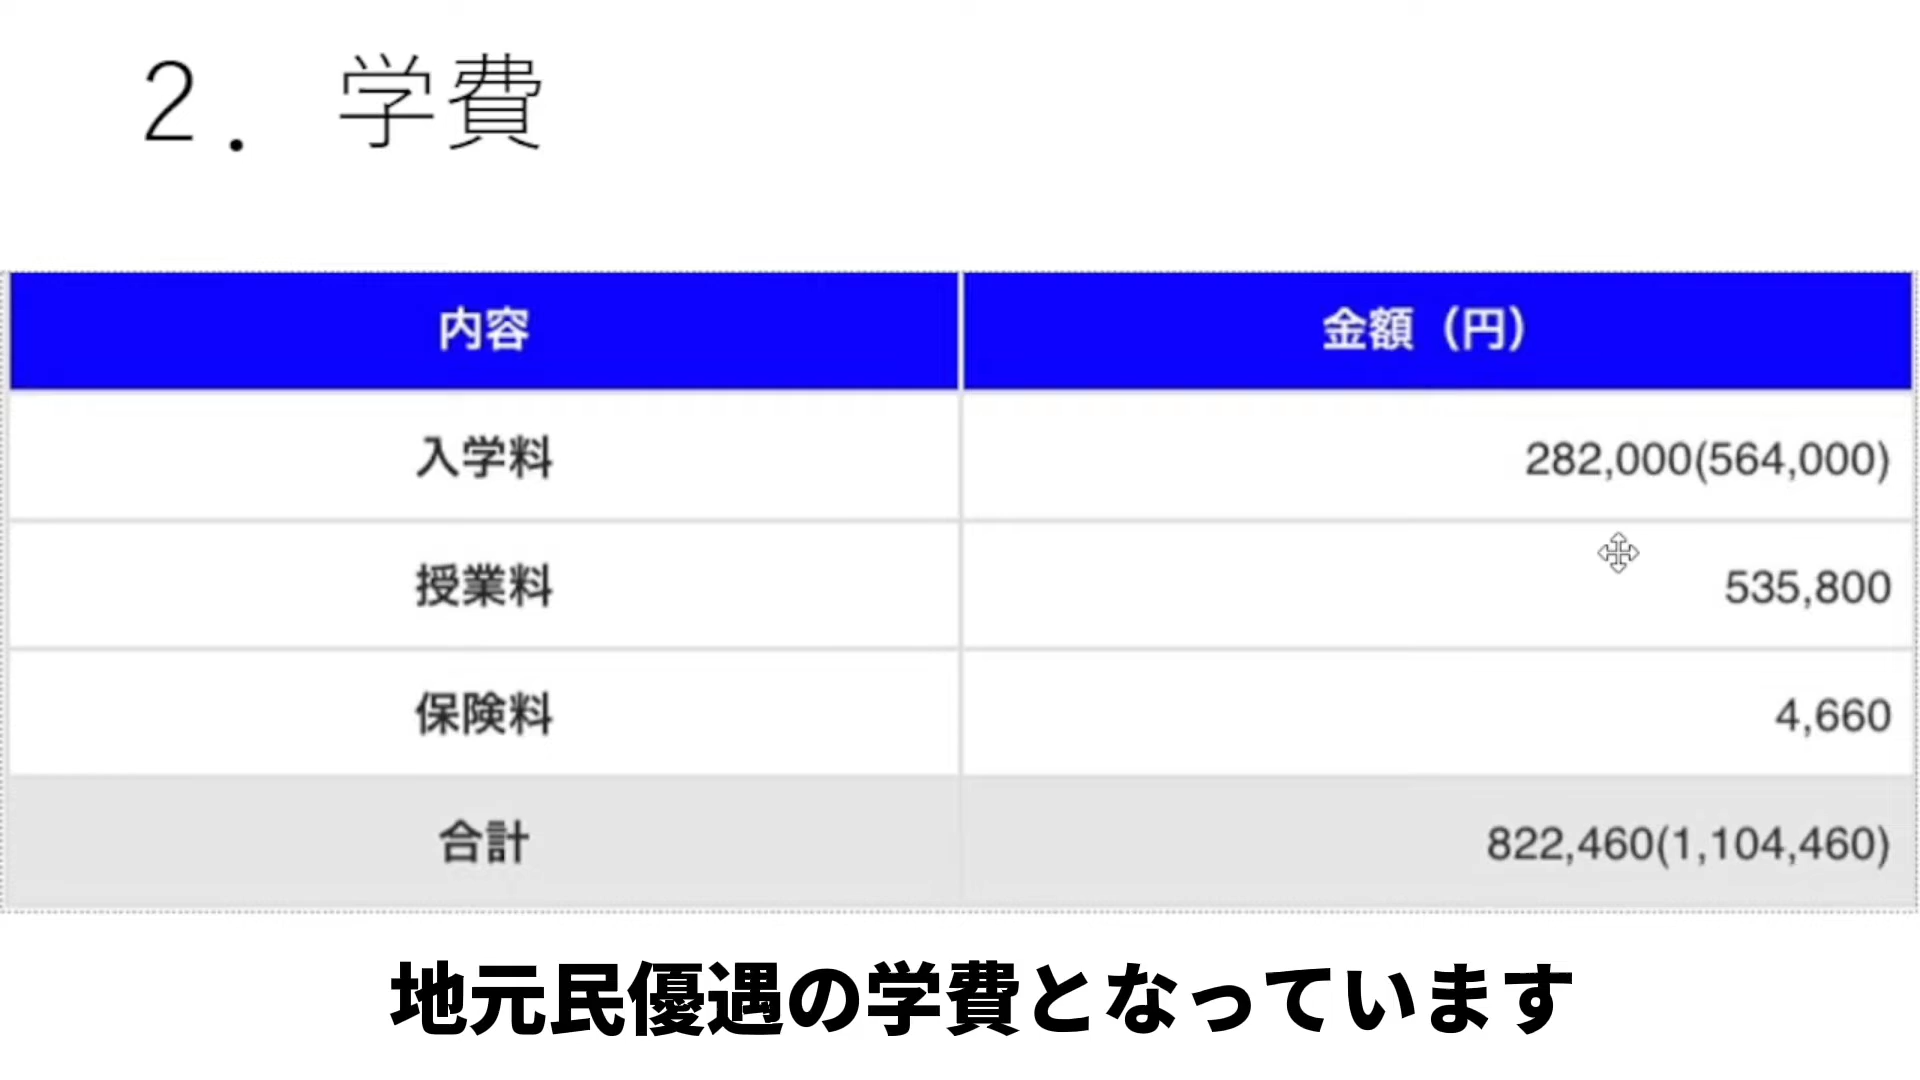 ２．学費
内容 金額（円）
入学料 282,000(564,000)
授業料 535,800
保険料 4,660
合計 822,460(1,104,460)
地元民優遇の学費となっています